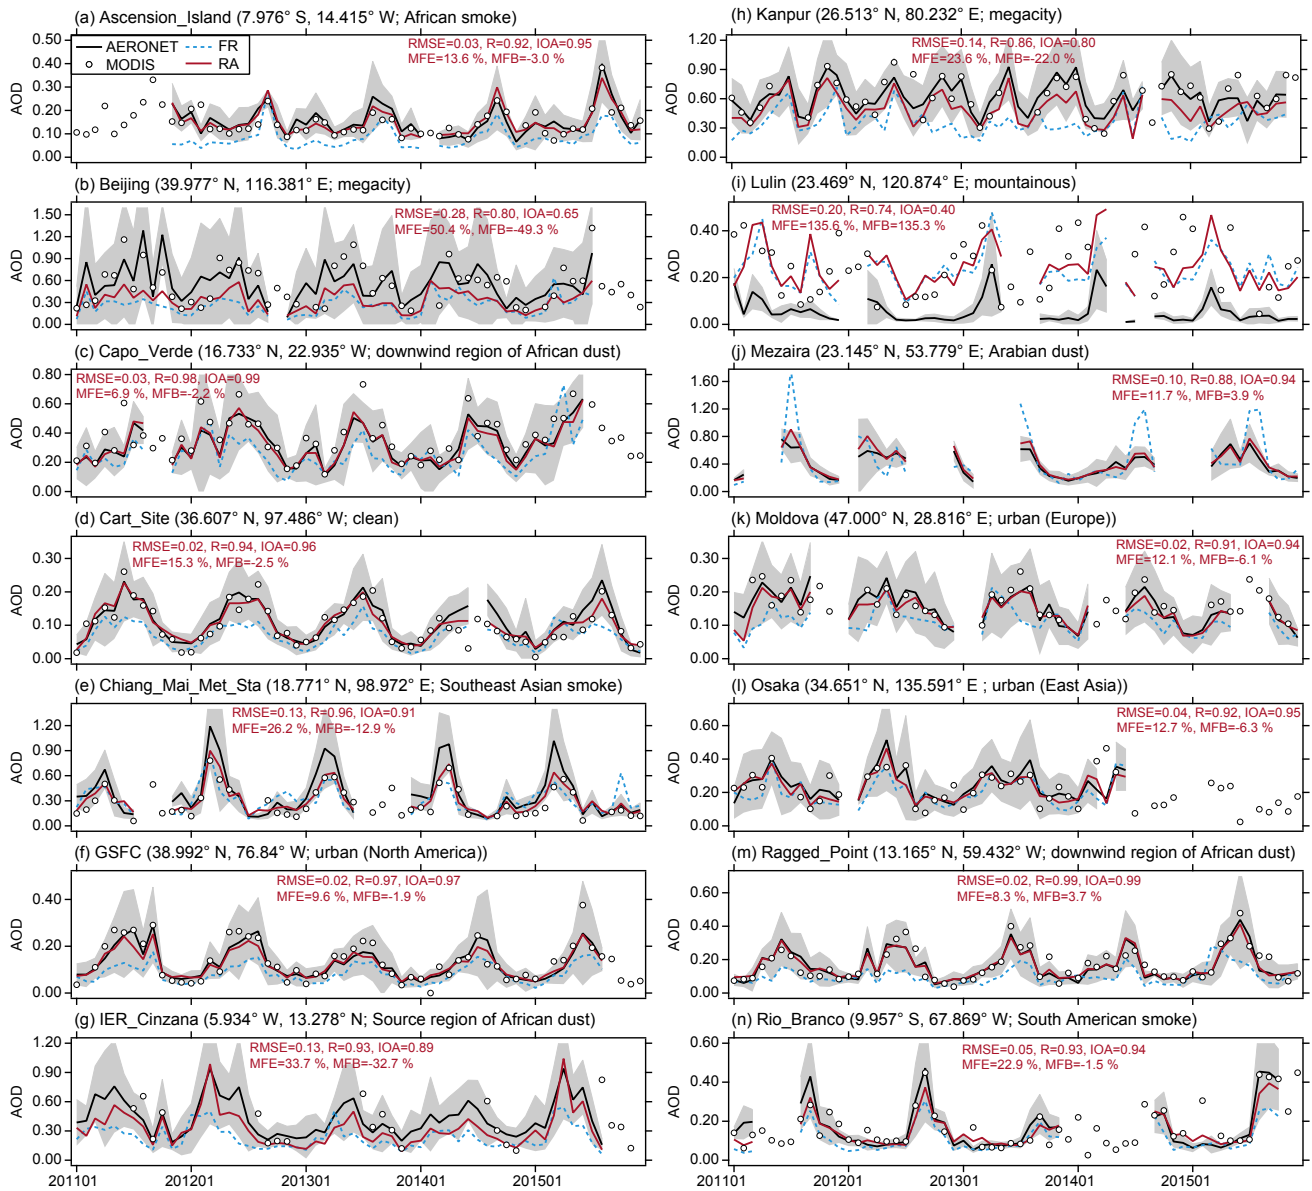 (a) Ascension_Island (7.976° S, 14.415° W; African smoke)
AERONET
FR
MODIS
RA
RMSE=0.03, R=0.92, IOA=0.95
MFE=13.6 %, MFB=-3.0 %
AOD
0.50
0.40
0.30
0.20
0.10
0.00
(b) Beijing (39.977° N, 116.381° E; megacity)
RMSE=0.28, R=0.80, IOA=0.65
MFE=50.4 %, MFB=-49.3 %
AOD
1.50
1.20
0.90
0.60
0.30
0.00
(c) Capo_Verde (16.733° N, 22.935° W; downwind region of African dust)
RMSE=0.03, R=0.98, IOA=0.99
MFE=6.9 %, MFB=-2.2 %
AOD
0.80
0.60
0.40
0.20
0.00
(d) Cart_Site (36.607° N, 97.486° W; clean)
RMSE=0.02, R=0.94, IOA=0.96
MFE=15.3 %, MFB=-2.5 %
AOD
0.30
0.20
0.10
0.00
(e) Chiang_Mai_Met_Sta (18.771° N, 98.972° E; Southeast Asian smoke)
RMSE=0.13, R=0.96, IOA=0.91
MFE=26.2 %, MFB=-12.9 %
AOD
1.20
0.90
0.60
0.30
0.00
(f) GSFC (38.992° N, 76.84° W; urban (North America))
RMSE=0.02, R=0.97, IOA=0.97
MFE=9.6 %, MFB=-1.9 %
AOD
0.40
0.20
0.00
(g) IER_Cinzana (5.934° W, 13.278° N; Source region of African dust)
RMSE=0.13, R=0.93, IOA=0.89
MFE=33.7 %, MFB=-32.7 %
AOD
1.20
0.90
0.60
0.30
0.00
201101
201201
201301
201401
201501
(h) Kanpur (26.513° N, 80.232° E; megacity)
RMSE=0.14, R=0.86, IOA=0.80
MFE=23.6 %, MFB=-22.0 %
AOD
1.20
0.90
0.60
0.30
0.00
(i) Lulin (23.469° N, 120.874° E; mountainous)
RMSE=0.20, R=0.74, IOA=0.40
MFE=135.6 %, MFB=135.3 %
AOD
0.40
0.20
0.00
(j) Mezaira (23.145° N, 53.779° E; Arabian dust)
RMSE=0.10, R=0.88, IOA=0.94
MFE=11.7 %, MFB=3.9 %
AOD
1.60
1.20
0.80
0.40
0.00
(k) Moldova (47.000° N, 28.816° E; urban (Europe))
RMSE=0.02, R=0.91, IOA=0.94
MFE=12.1 %, MFB=-6.1 %
AOD
0.30
0.20
0.10
0.00
(l) Osaka (34.651° N, 135.591° E ; urban (East Asia))
RMSE=0.04, R=0.92, IOA=0.95
MFE=12.7 %, MFB=-6.3 %
AOD
0.60
0.40
0.20
0.00
(m) Ragged_Point (13.165° N, 59.432° W; downwind region of African dust)
RMSE=0.02, R=0.99, IOA=0.99
MFE=8.3 %, MFB=3.7 %
AOD
0.60
0.40
0.20
0.00
(n) Rio_Branco (9.957° S, 67.869° W; South American smoke)
RMSE=0.05, R=0.93, IOA=0.94
MFE=22.9 %, MFB=-1.5 %
AOD
0.60
0.40
0.20
0.00
201101
201201
201301
201401
201501